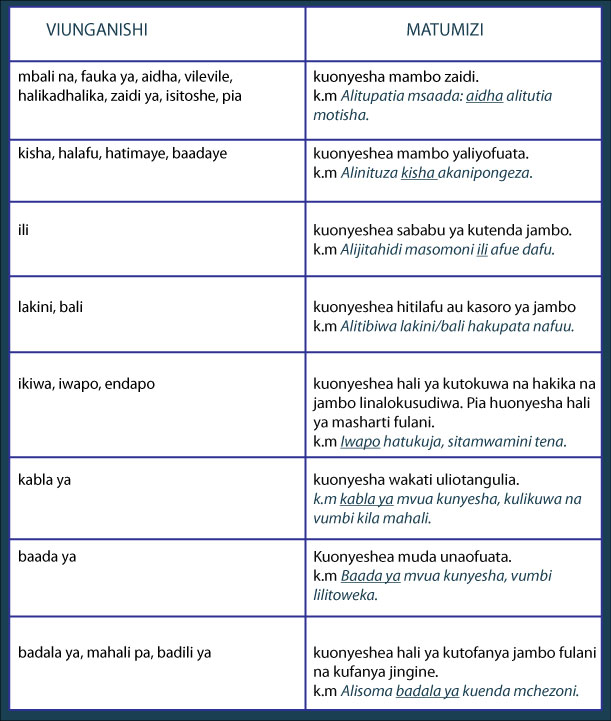 VIUNGANISHI
MATUMIZI
mbali na, fauka ya, aidha, vilevile,
halikadhalika, zaidi ya, isitoshe, pia
kuonyesha mambo zaidi.
k.m Alitupatia msaada: aidha alitutia
motisha.
kisha, halafu, hatimaye, baadaye
kuonyeshea mambo yaliyofuata.
k.m Alinituza kisha akanipongeza.
ili
kuonyeshea sababu ya kutenda jambo.
k.m Alijitahidi masomoni ili afue dafu.
lakini, bali
kuonyeshea hitilafu au kasoro ya jambo
k.m Alitibiwa lakini/bali hakupata nafuu.
ikiwa, iwapo, endapo
kuonyeshea hali ya kutokuwa na hakika na
jambo linalokusudiwa. Pia huonyesha hali
ya masharti fulani.
k.m Iwapo hatukuja, sitamwamini tena.
kabla ya
kuonyesha wakati uliotangulia.
k.m kabla ya mvua kunyesha, kulikuwa na
vumbi kila mahali.
baada ya
Kuonyeshea muda unaofuata.
k.m Baada ya mvua kunyesha, vumbi
lilitoweka.
badala ya, mahali pa, badili ya
kuonyeshea hali ya kutofanya jambo fulani
na kufanya jingine.
k.m Alisoma badala ya kuenda mchezoni.